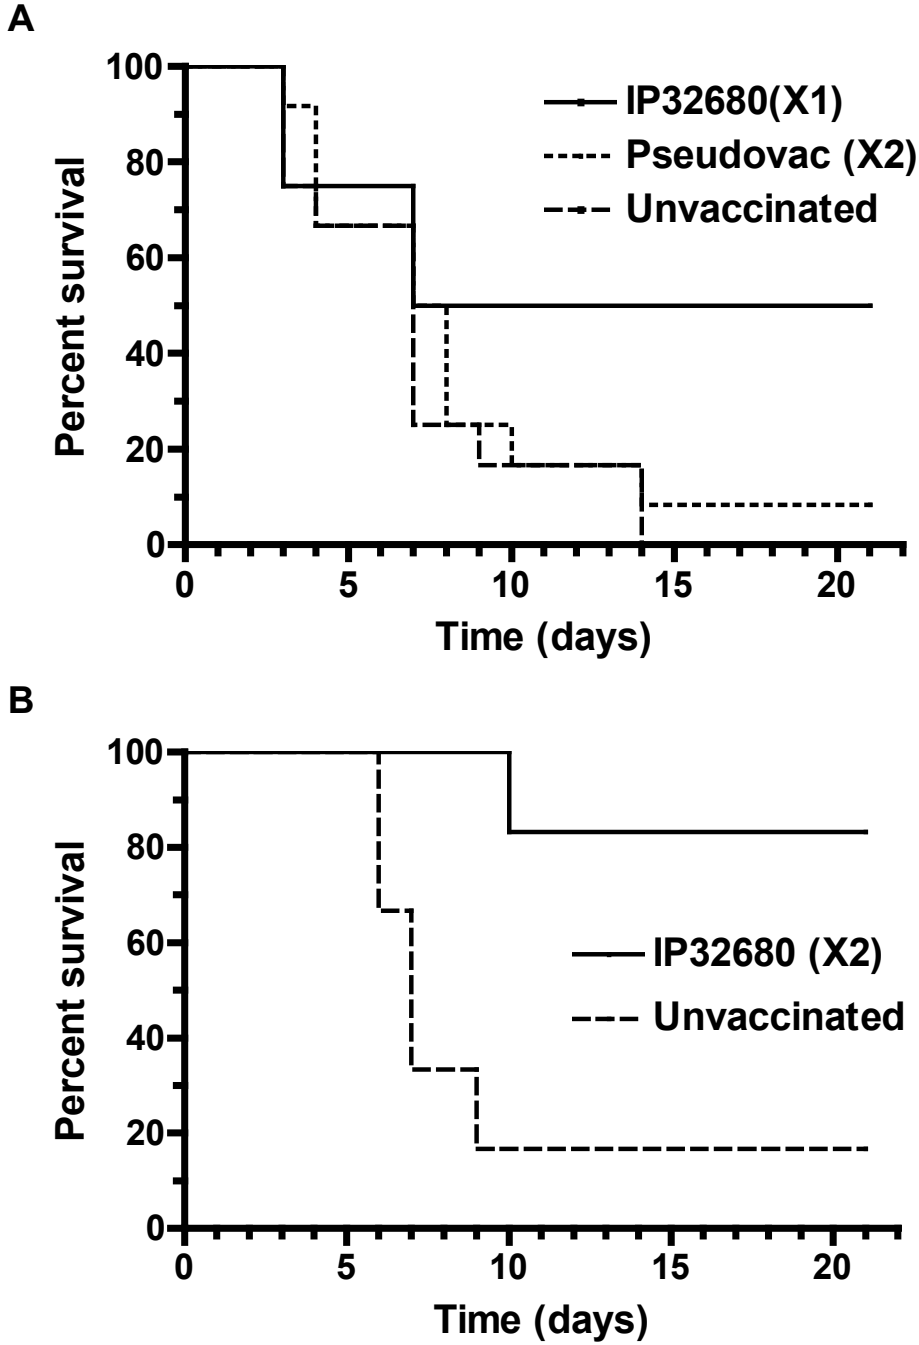 A
100
80
60
40
20
0
Percent survival
IP32680(X1)
Pseudovac (X2)
Unvaccinated
0 5 10 15 20
Time (days)
B
100
80
60
40
20
0
Percent survival
IP32680 (X2)
Unvaccinated
0 5 10 15 20
Time (days)